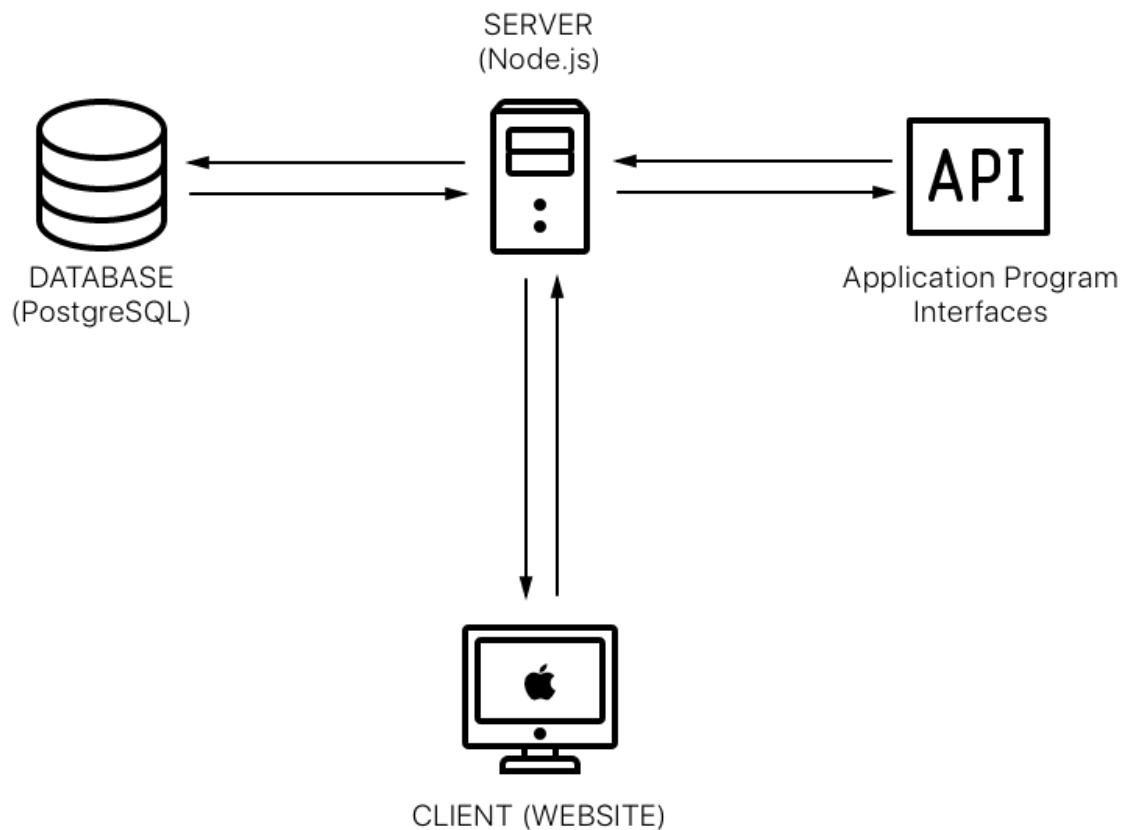 SERVER
(Node.js)
API
DATABASE
(PostgreSQL)
Application Program
Interfaces
CLIENT (WEBSITE)